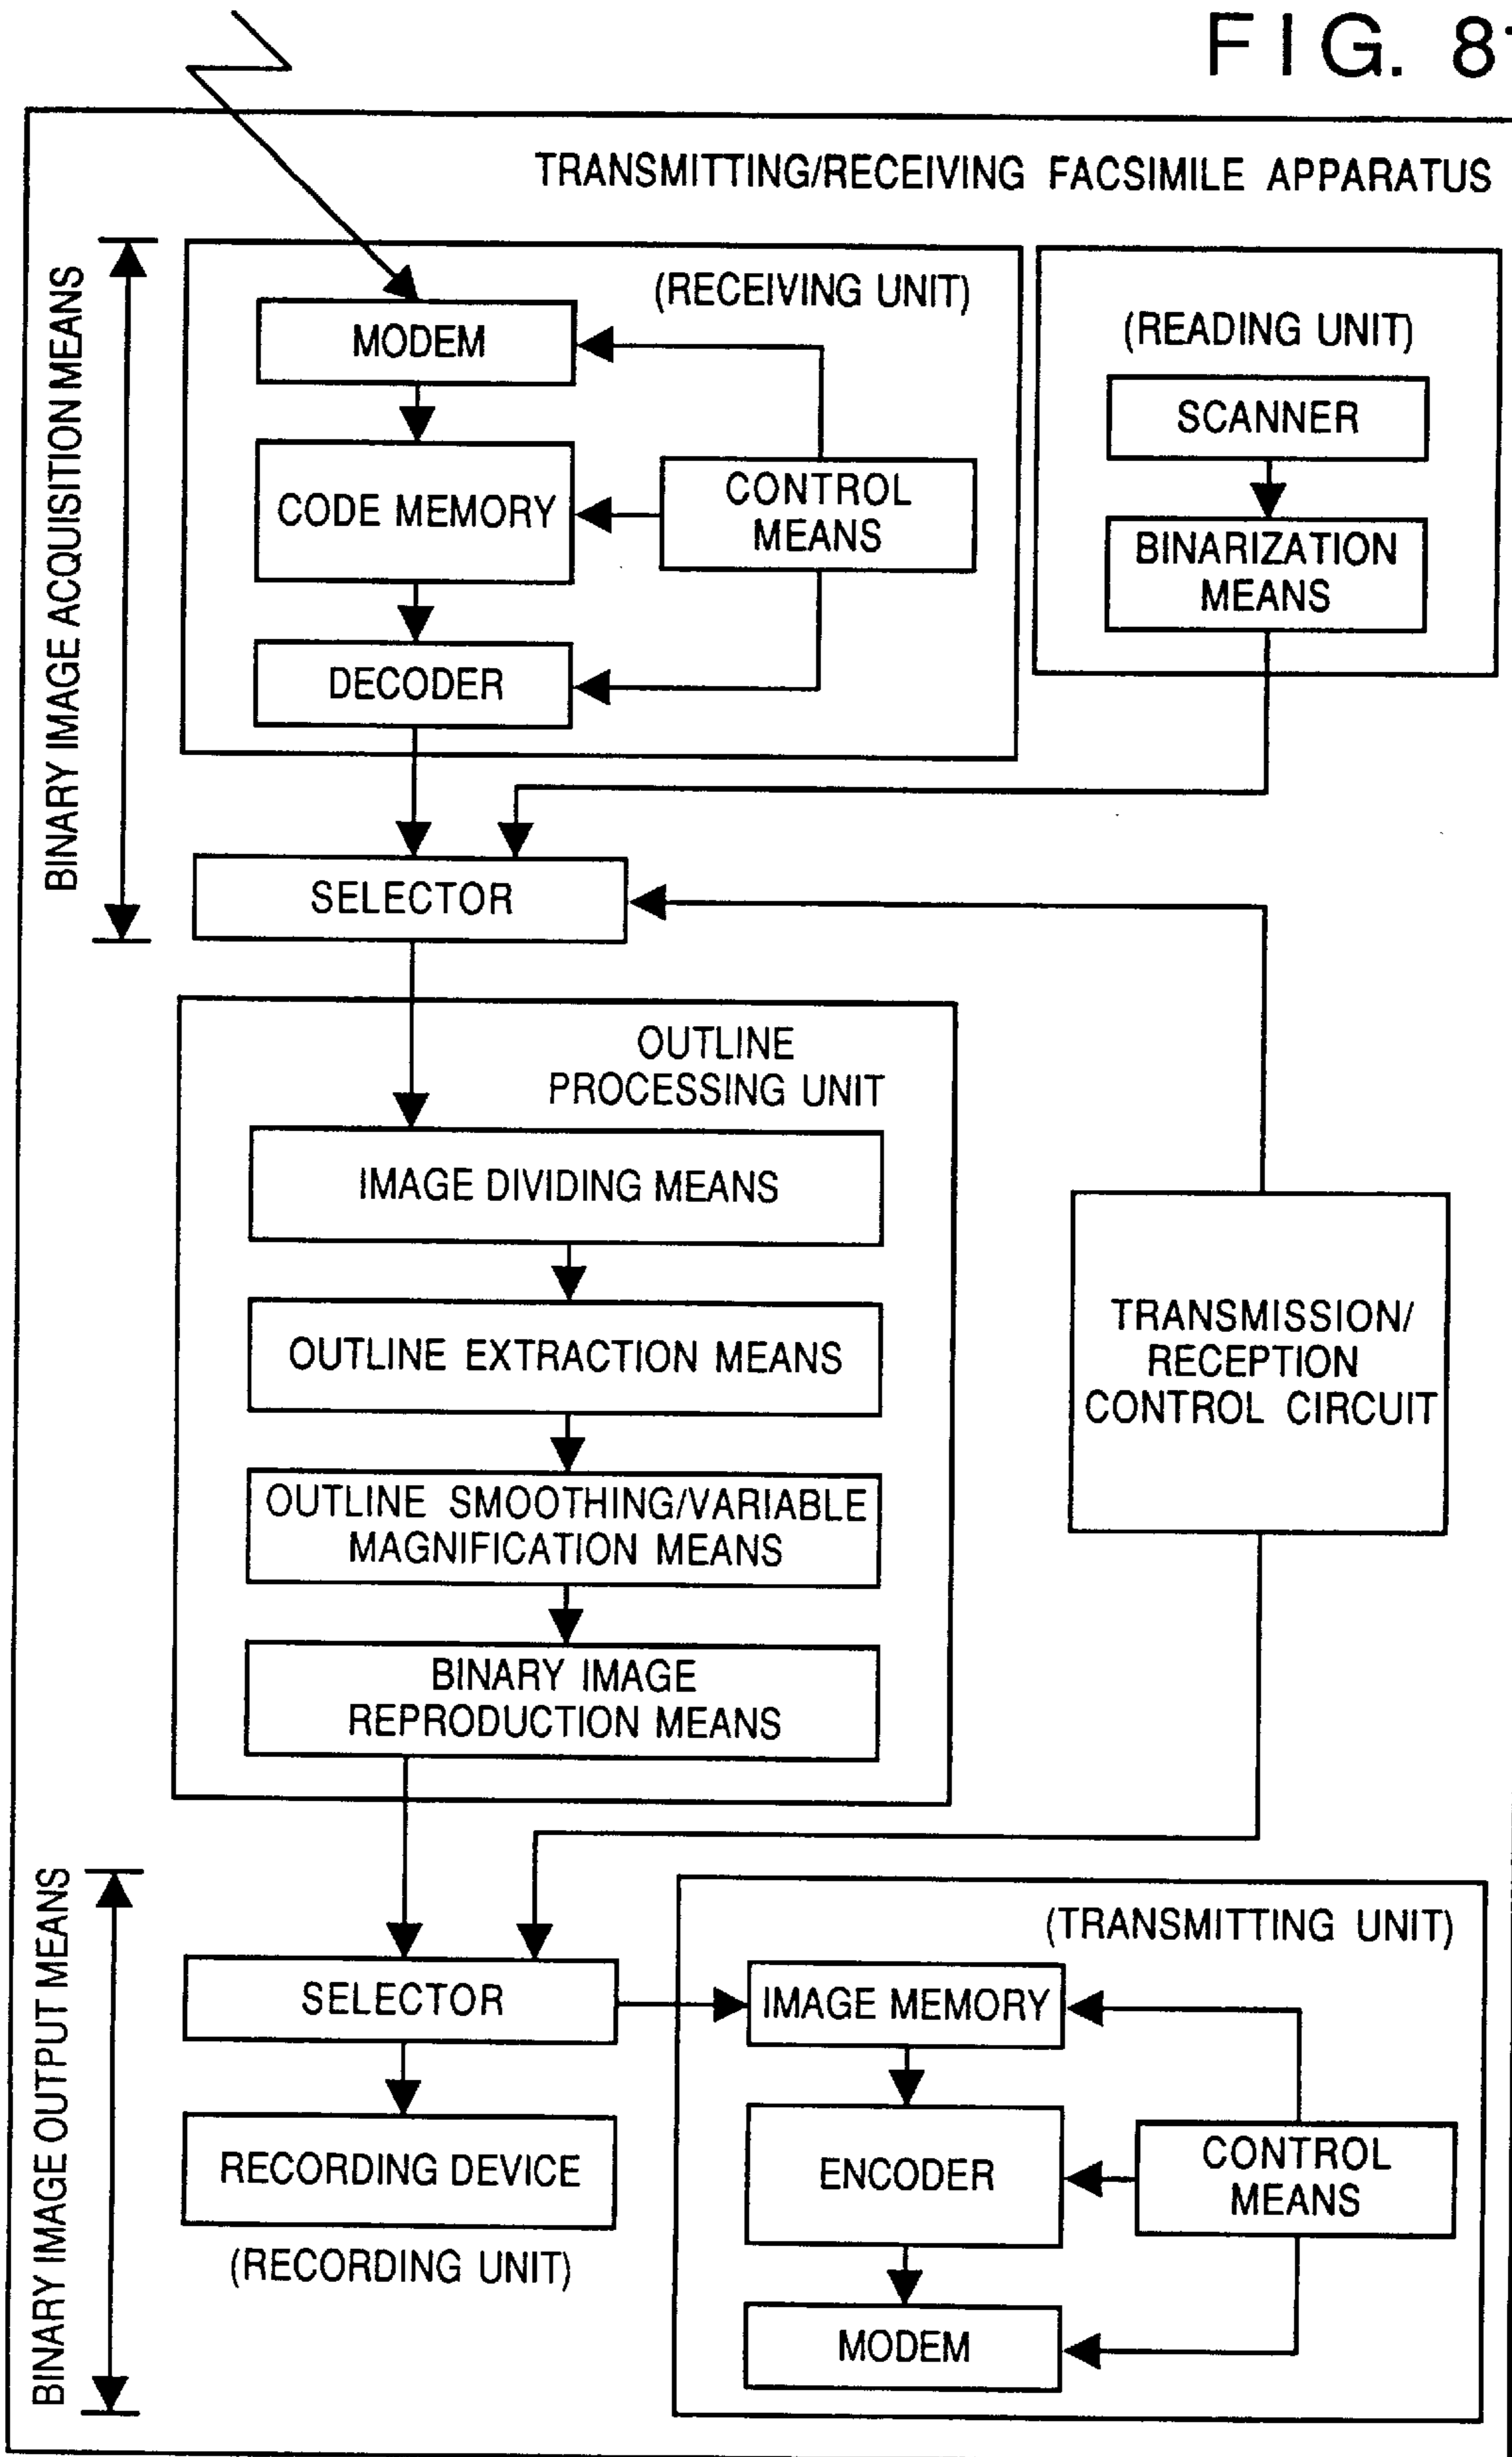 FIG. 8
TRANSMITTING/RECEIVING FACSIMILE APPARATUS
BINARY IMAGE ACQUISITION MEANS
(RECEIVING UNIT)
MODEM
CODE MEMORY
CONTROL
MEANS
DECODER
(READING UNIT)
SCANNER
BINARIZATION
MEANS
SELECTOR
OUTLINE
PROCESSING UNIT
IMAGE DIVIDING MEANS
OUTLINE EXTRACTION MEANS
OUTLINE SMOOTHING/VARIABLE
MAGNIFICATION MEANS
BINARY IMAGE
REPRODUCTION MEANS
TRANSMISSION/
RECEPTION
CONTROL CIRCUIT
BINARY IMAGE OUTPUT MEANS
SELECTOR
RECORDING DEVICE
(RECORDING UNIT)
(TRANSMITTING UNIT)
IMAGE MEMORY
ENCODER
CONTROL
MEANS
MODEM